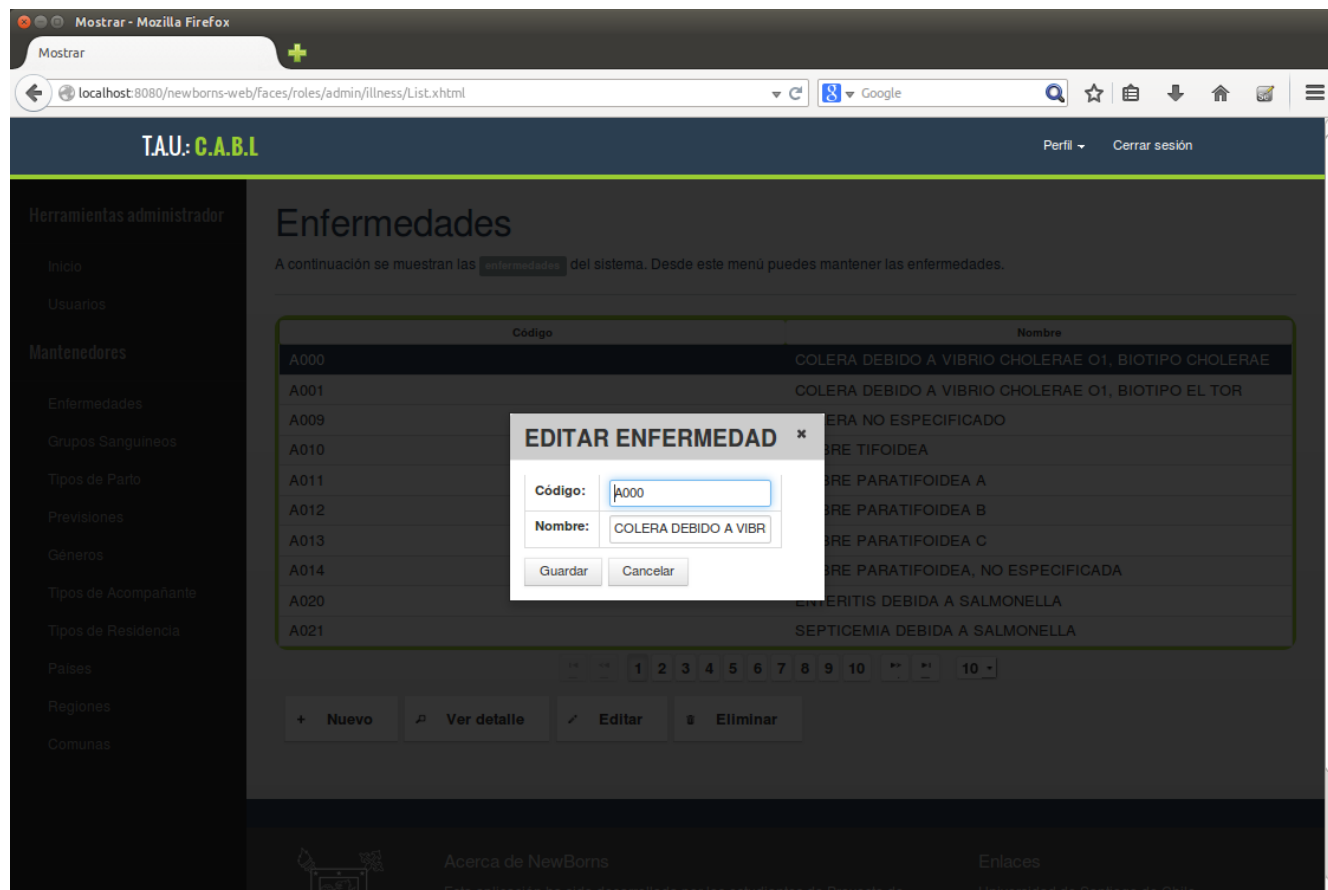 Mostrar - Mozilla Firefox
Mostrar
localhost:8080/newborns-web/faces/roles/admin/illness/List.xhtml
Google
T.A.U.: C.A.B.L
Perfil
Cerrar sesión
Herramientas administrador
Inicio
Usuarios
Mantenedores
Enfermedades
Grupos Sanguineos
Tipos de Parto
Previsiones
Géneros
Tipos de Acompañante
Tipos de Residencia
Países
Regiones
Comunas
Enfermedades
A continuación se muestran las enfermedades del sistema. Desde este menú puedes mantener las enfermedades.
Código Nombre
A000 COLERA DEBIDO A VIBRIO CHOLERAE O1, BIOTIPO CHOLERAE
A001 COLERA DEBIDO A VIBRIO CHOLERAE O1, BIOTIPO EL TOR
A009 ERA NO ESPECIFICADO
A010 BRE TIFOIDEA
A011 BRE PARATIFOIDEA A
A012 BRE PARATIFOIDEA B
A013 BRE PARATIFOIDEA C
A014 BRE PARATIFOIDEA, NO ESPECIFICADA
A020 ENTERITIS DEBIDA A SALMONELLA
A021 SEPTICEMIA DEBIDA A SALMONELLA
EDITAR ENFERMEDAD
Código: A000
Nombre: COLERA DEBIDO A VIBR
Guardar Cancelar
1 2 3 4 5 6 7 8 9 10 10
Nuevo Ver detalle Editar Eliminar
Acerca de NewBorns
Enlaces